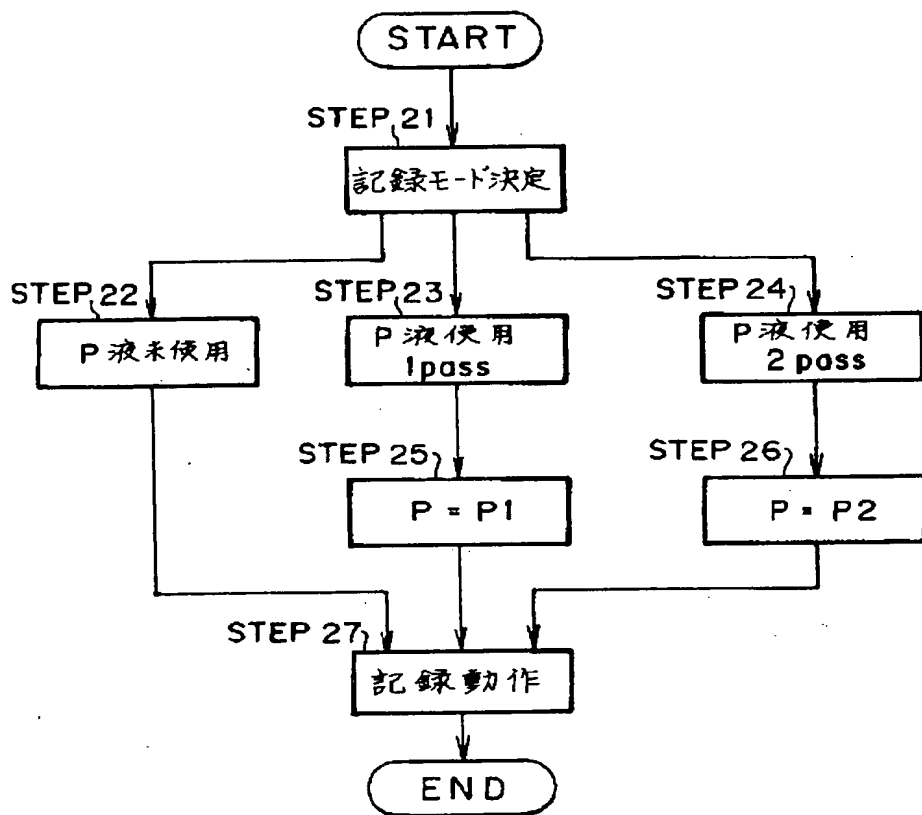 START
STEP 21
記録モード決定
STEP 22
P液未使用
STEP 23
P液使用
1pass
STEP 24
P液使用
2 pass
STEP 25
P = P1
STEP 26
P = P2
STEP 27
記録動作
END